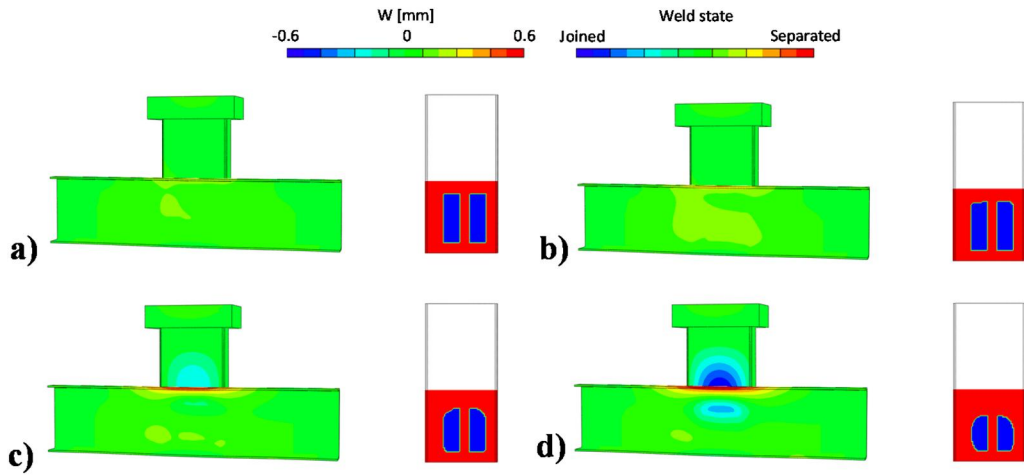 W [mm]
Weld state
-0.6
0
0.6
Joined
Separated
a)
b)
c)
d)